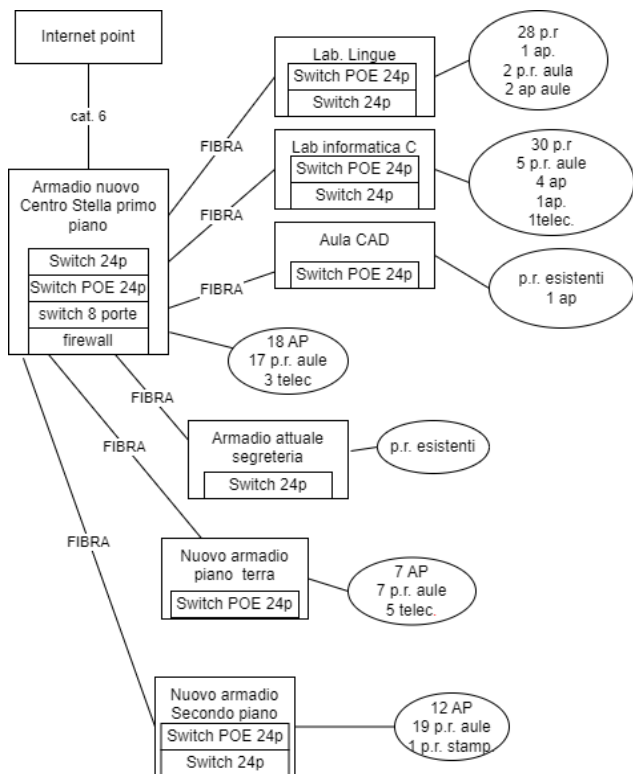 Internet point
cat. 6
Armadio nuovo
Centro Stella primo
piano
Switch 24p
Switch POE 24p
switch 8 porte
firewall
FIBRA
Lab. Lingue
Switch POE 24p
Switch 24p
28 p.r
1 ap.
2 p.r. aula
2 ap aule
FIBRA
Lab informatica C
Switch POE 24p
Switch 24p
30 p.r
5 p.r. aule
4 ap
1ap.
1telec.
FIBRA
Aula CAD
Switch POE 24p
p.r. esistenti
1 ap
18 AP
17 p.r. aule
3 telec
FIBRA
Armadio attuale
segreteria
Switch 24p
p.r. esistenti
FIBRA
Nuovo armadio
piano terra
Switch POE 24p
7 AP
7 p.r. aule
5 telec.
FIBRA
Nuovo armadio
Secondo piano
Switch POE 24p
Switch 24p
12 AP
19 p.r. aule
1 p.r. stamp.